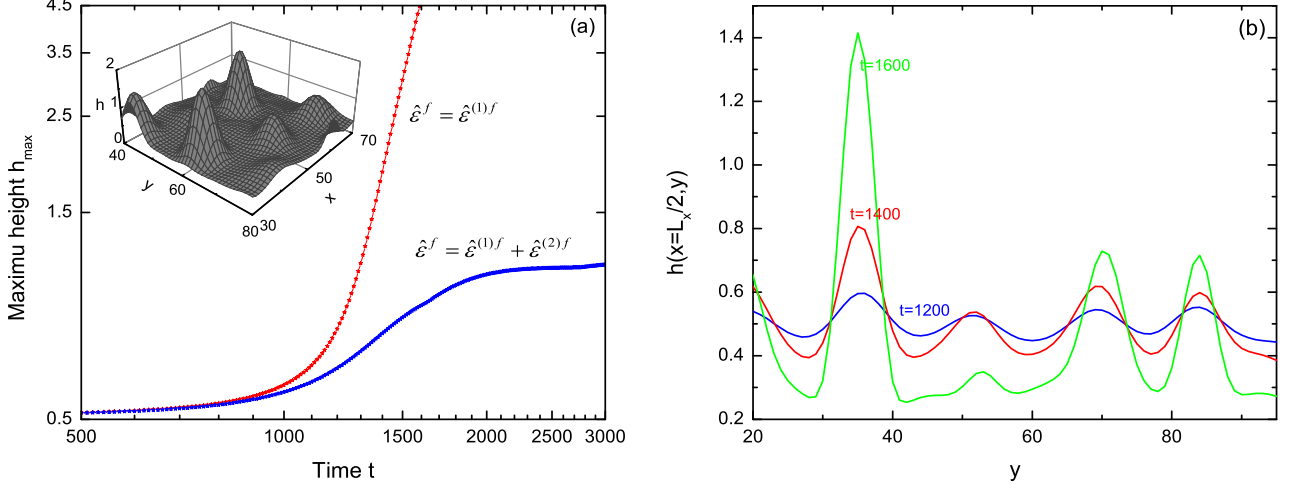 4.5
3.5
2.5
1.5
0.5
Maximu height h_max
500
1000
1500
2000
2500
3000
Time t
(a)
2
1
0
h
40
60
80
y
30
50
70
x
ε̂^f = ε̂^(1)f
ε̂^f = ε̂^(1)f + ε̂^(2)f
1.4
1.2
1.0
0.8
0.6
0.4
0.2
h(x=L_x/2,y)
20
40
60
80
y
(b)
t=1600
t=1400
t=1200